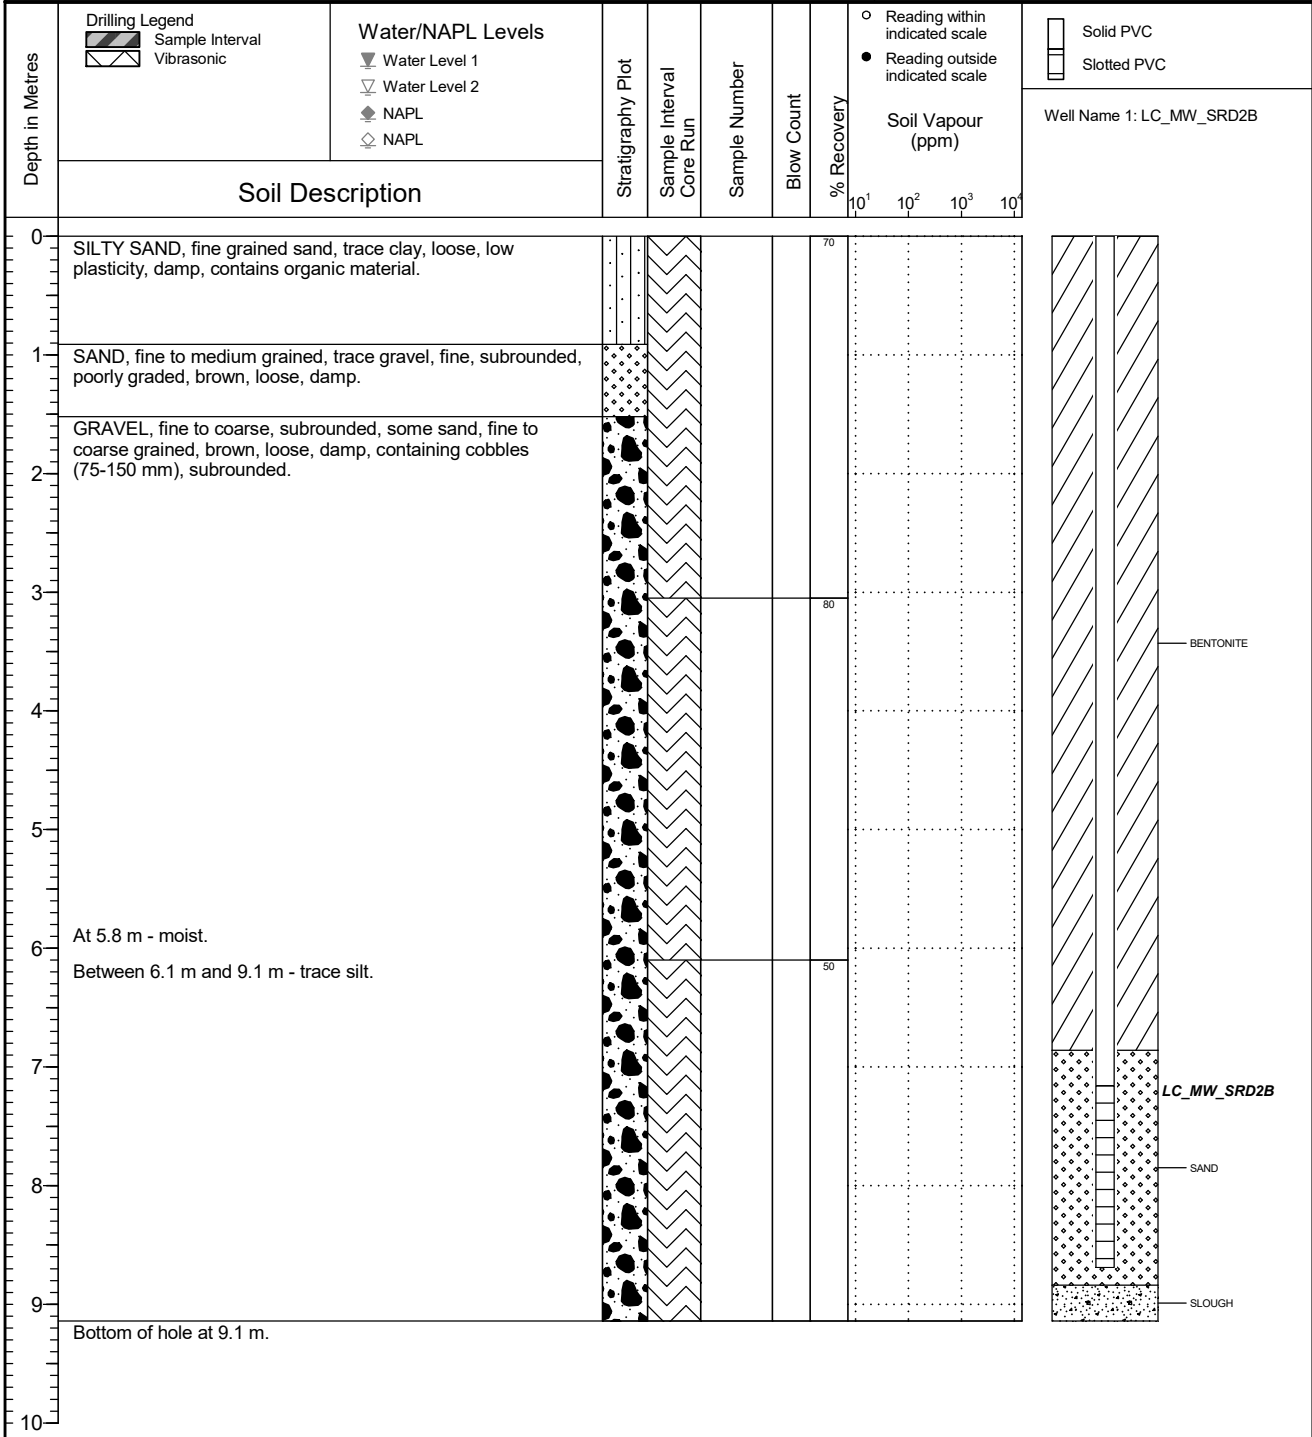 Drilling Legend
Sample Interval
Vibrasonic
Water/NAPL Levels
Water Level 1
Water Level 2
NAPL
NAPL
Depth in Metres
Soil Description
Stratigraphy Plot
Sample Interval
Core Run
Sample Number
Blow Count
% Recovery
Reading within
indicated scale
Reading outside
indicated scale
Soil Vapour
(ppm)
10¹ 10² 10³ 10⁴
Solid PVC
Slotted PVC
Well Name 1: LC_MW_SRD2B
0
SILTY SAND, fine grained sand, trace clay, loose, low
plasticity, damp, contains organic material.
70
1
SAND, fine to medium grained, trace gravel, fine, subrounded,
poorly graded, brown, loose, damp.
GRAVEL, fine to coarse, subrounded, some sand, fine to
coarse grained, brown, loose, damp, containing cobbles
(75-150 mm), subrounded.
2
3
80
BENTONITE
4
5
At 5.8 m - moist.
6
Between 6.1 m and 9.1 m - trace silt.
50
7
LC_MW_SRD2B
SAND
8
9
SLOUGH
Bottom of hole at 9.1 m.
10